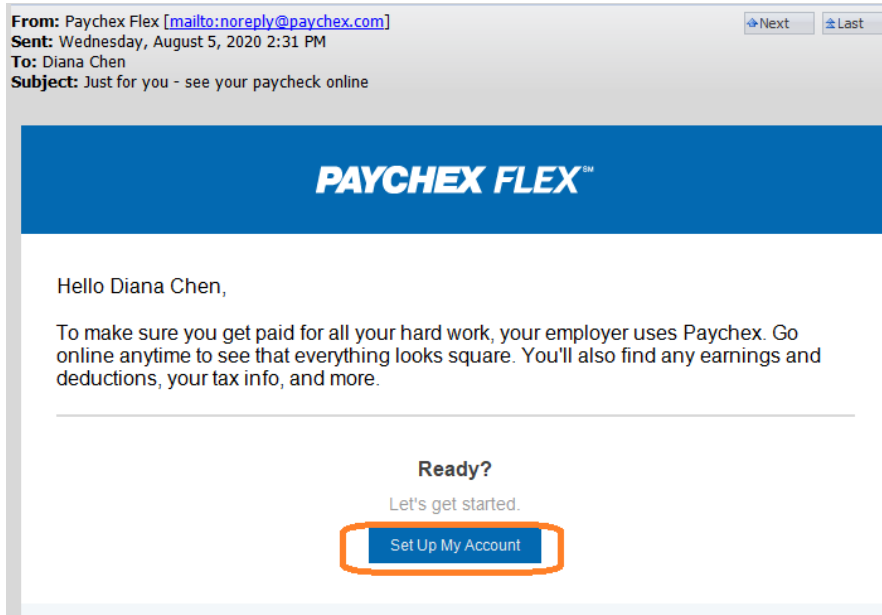 From: Paychex Flex [mailto:noreply@paychex.com]
Next
Last
Sent: Wednesday, August 5, 2020 2:31 PM
To: Diana Chen
Subject: Just for you - see your paycheck online
PAYCHEX FLEX℠
Hello Diana Chen,
To make sure you get paid for all your hard work, your employer uses Paychex. Go
online anytime to see that everything looks square. You'll also find any earnings and
deductions, your tax info, and more.
Ready?
Let's get started.
Set Up My Account